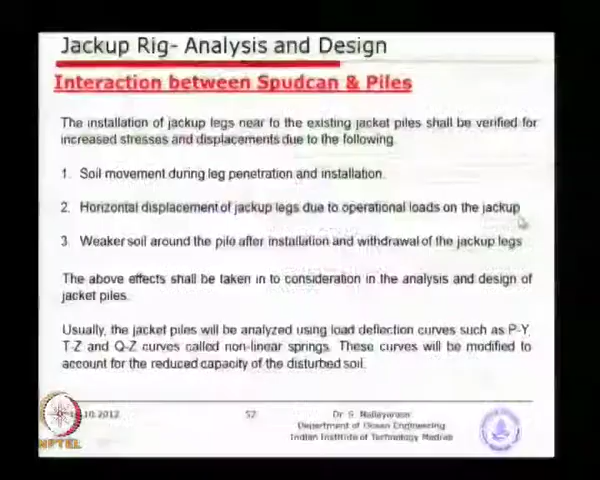 Jackup Rig- Analysis and Design
Interaction between Spudcan & Piles
The installation of jackup legs near to the existing jacket piles shall be verified for
increased stresses and displacements due to the following.
1. Soil movement during leg penetration and installation.
2. Horizontal displacement of jackup legs due to operational loads on the jackup
3. Weaker soil around the pile after installation and withdrawal of the jackup legs
The above effects shall be taken in to consideration in the analysis and design of
jacket piles.
Usually, the jacket piles will be analyzed using load deflection curves such as P-Y,
T-Z and Q-Z curves called non-linear springs. These curves will be modified to
account for the reduced capacity of the disturbed soil.
.10.2012
52
Dr. S. Nallayarasu
Department of Ocean Engineering
Indian Institute of Technology Madras
NPTEL